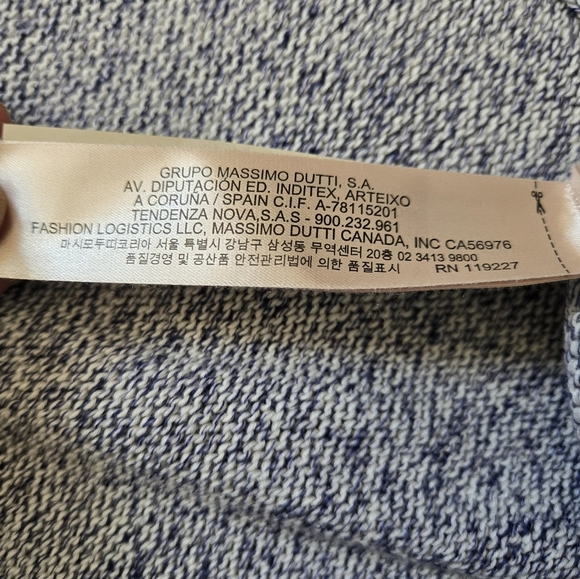 GRUPO MASSIMO DUTTI, S.A.
AV. DIPUTACIÓN ED. INDITEX, ARTEIXO
A CORUÑA / SPAIN C.I.F. A-78115201
TENDENZA NOVA,S.A.S - 900.232.961
FASHION LOGISTICS LLC, MASSIMO DUTTI CANADA, INC CA56976
마시모두띠코리아 서울 특별시 강남구 삼성동 무역센터 20층 02 3413 9800
품질경영 및 공산품 안전관리법에 의한 품질표시 RN 119227